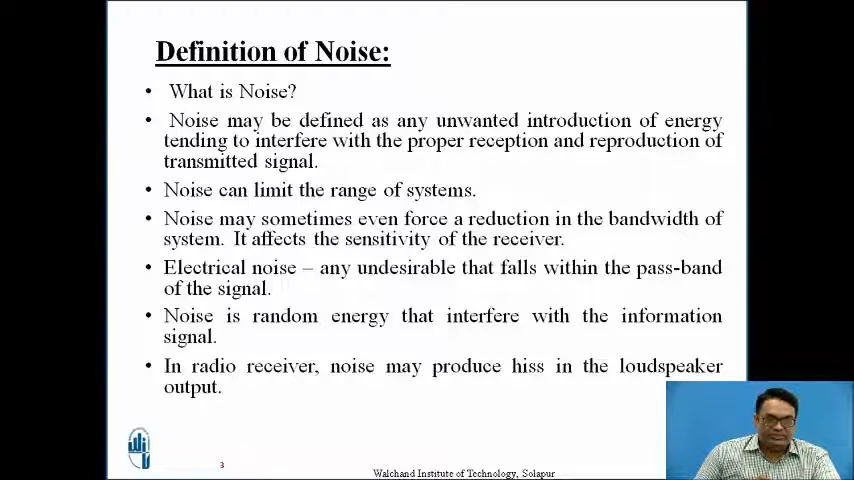 Definition of Noise:
• What is Noise?
• Noise may be defined as any unwanted introduction of energy
tending to interfere with the proper reception and reproduction of
transmitted signal.
• Noise can limit the range of systems.
• Noise may sometimes even force a reduction in the bandwidth of
system. It affects the sensitivity of the receiver.
• Electrical noise – any undesirable that falls within the pass-band
of the signal.
• Noise is random energy that interfere with the information
signal.
• In radio receiver, noise may produce hiss in the loudspeaker
output.
3
Walchand Institute of Technology, Solapur